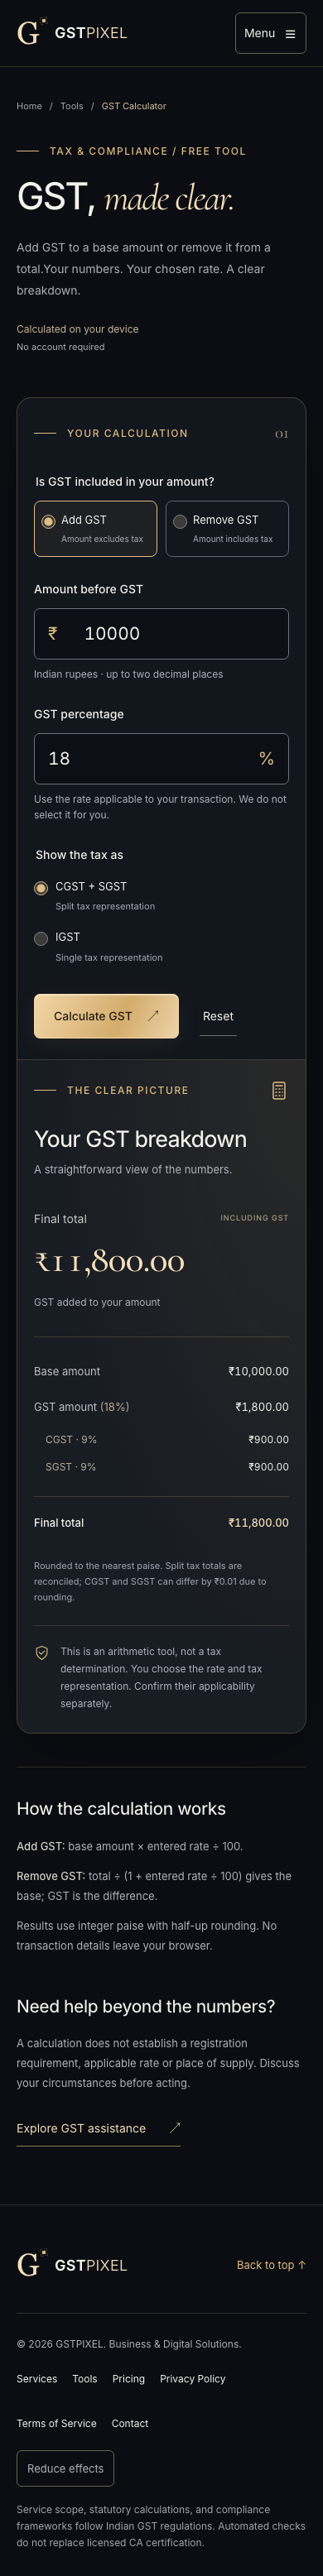 G GSTPIXEL
Menu
Home / Tools / GST Calculator
TAX & COMPLIANCE / FREE TOOL
GST, made clear.
Add GST to a base amount or remove it from a
total.Your numbers. Your chosen rate. A clear
breakdown.
Calculated on your device
No account required
YOUR CALCULATION 01
Is GST included in your amount?
Add GST
Amount excludes tax
Remove GST
Amount includes tax
Amount before GST
₹ 10000
Indian rupees · up to two decimal places
GST percentage
18 %
Use the rate applicable to your transaction. We do not
select it for you.
Show the tax as
CGST + SGST
Split tax representation
IGST
Single tax representation
Calculate GST ↗ Reset
THE CLEAR PICTURE
Your GST breakdown
A straightforward view of the numbers.
Final total INCLUDING GST
₹11,800.00
GST added to your amount
Base amount ₹10,000.00
GST amount (18%) ₹1,800.00
CGST · 9% ₹900.00
SGST · 9% ₹900.00
Final total ₹11,800.00
Rounded to the nearest paise. Split tax totals are
reconciled; CGST and SGST can differ by ₹0.01 due to
rounding.
This is an arithmetic tool, not a tax
determination. You choose the rate and tax
representation. Confirm their applicability
separately.
How the calculation works
Add GST: base amount × entered rate ÷ 100.
Remove GST: total ÷ (1 + entered rate ÷ 100) gives the
base; GST is the difference.
Results use integer paise with half-up rounding. No
transaction details leave your browser.
Need help beyond the numbers?
A calculation does not establish a registration
requirement, applicable rate or place of supply. Discuss
your circumstances before acting.
Explore GST assistance ↗
G GSTPIXEL
Back to top ↑
© 2026 GSTPIXEL. Business & Digital Solutions.
Services Tools Pricing Privacy Policy
Terms of Service Contact
Reduce effects
Service scope, statutory calculations, and compliance
frameworks follow Indian GST regulations. Automated checks
do not replace licensed CA certification.